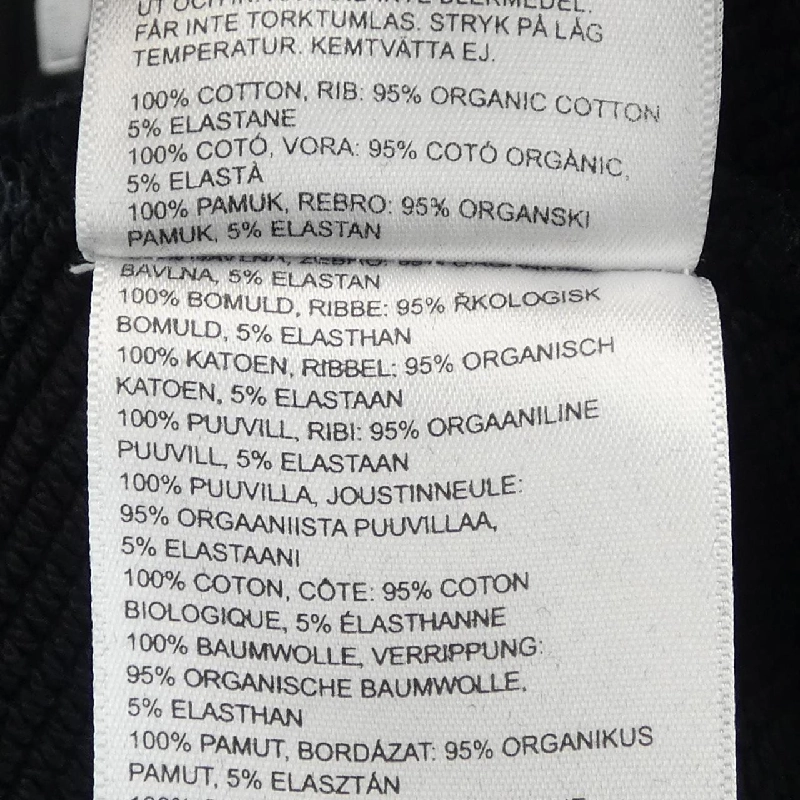 FÅR INTE TORKTUMLAS. STRYK PÅ LÅG
TEMPERATUR. KEMTVÄTTA EJ.
100% COTTON, RIB: 95% ORGANIC COTTON
5% ELASTANE
100% COTÓ, VORA: 95% COTÓ ORGÀNIC,
5% ELASTÀ
100% PAMUK, REBRO: 95% ORGANSKI
PAMUK, 5% ELASTAN
BAVLNA, 5% ELASTAN
100% BOMULD, RIBBE: 95% ŘKOLOGISK
BOMULD, 5% ELASTHAN
100% KATOEN, RIBBEL: 95% ORGANISCH
KATOEN, 5% ELASTAAN
100% PUUVILL, RIBI: 95% ORGAANILINE
PUUVILL, 5% ELASTAAN
100% PUUVILLA, JOUSTINNEULE:
95% ORGAANIISTA PUUVILLAA,
5% ELASTAANI
100% COTON, CÔTE: 95% COTON
BIOLOGIQUE, 5% ÉLASTHANNE
100% BAUMWOLLE, VERRIPPUNG:
95% ORGANISCHE BAUMWOLLE,
5% ELASTHAN
100% PAMUT, BORDÁZAT: 95% ORGANIKUS
PAMUT, 5% ELASZTÁN